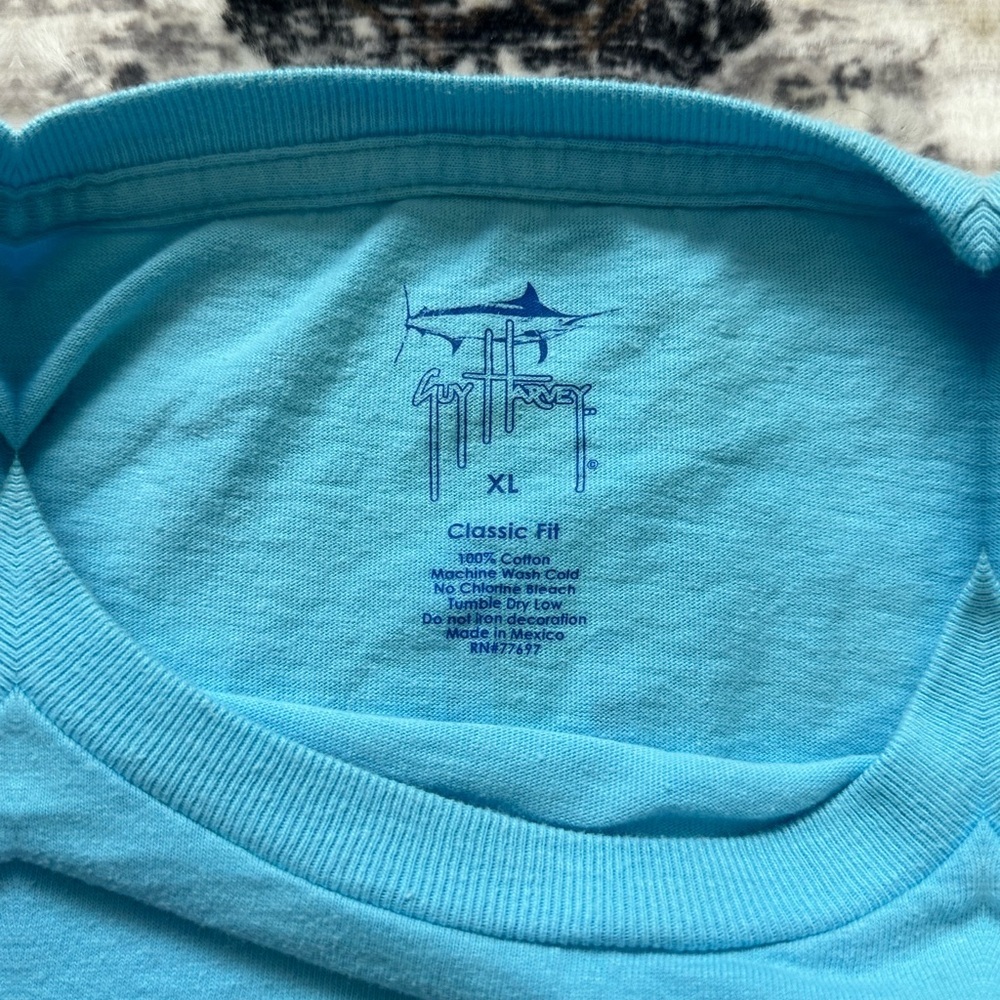 GUY HARVEY
®
XL
Classic Fit
100% Cotton
Machine Wash Cold
No Chlorine Bleach
Tumble Dry Low
Do not iron decoration
Made in Mexico
RN#77697